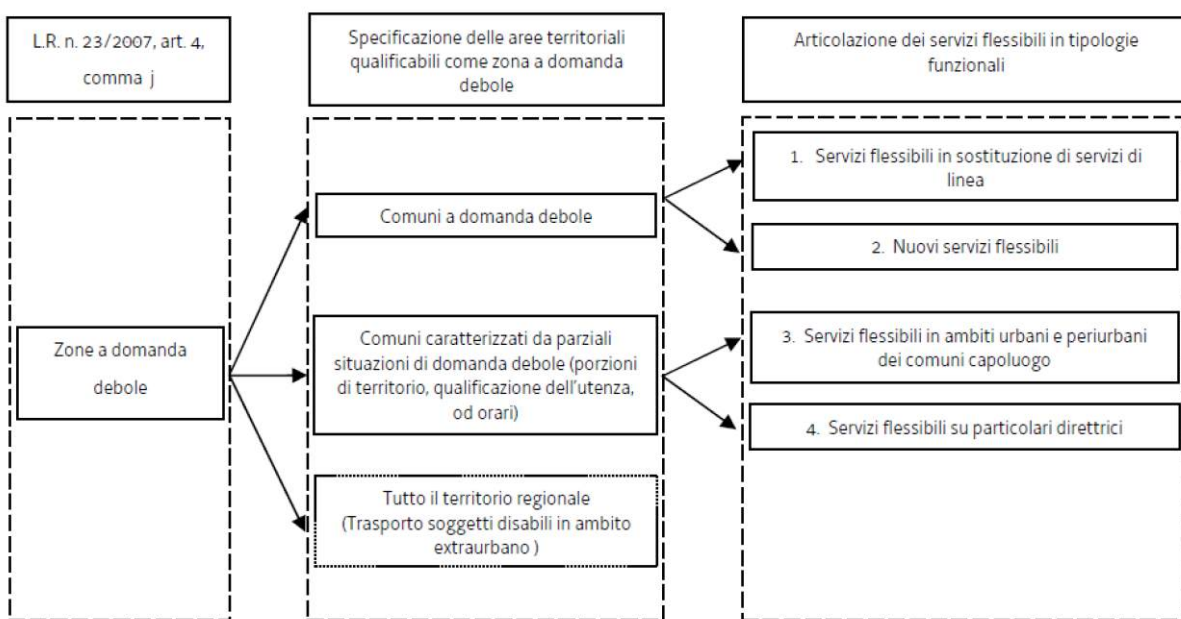 L.R. n. 23/2007, art. 4,
comma j
Specificazione delle aree territoriali
qualificabili come zona a domanda
debole
Articolazione dei servizi flessibili in tipologie
funzionali
Zone a domanda
debole
Comuni a domanda debole
Comuni caratterizzati da parziali
situazioni di domanda debole (porzioni
di territorio, qualificazione dell'utenza,
od orari)
Tutto il territorio regionale
(Trasporto soggetti disabili in ambito
extraurbano )
1. Servizi flessibili in sostituzione di servizi di
linea
2. Nuovi servizi flessibili
3. Servizi flessibili in ambiti urbani e periurbani
dei comuni capoluogo
4. Servizi flessibili su particolari direttrici